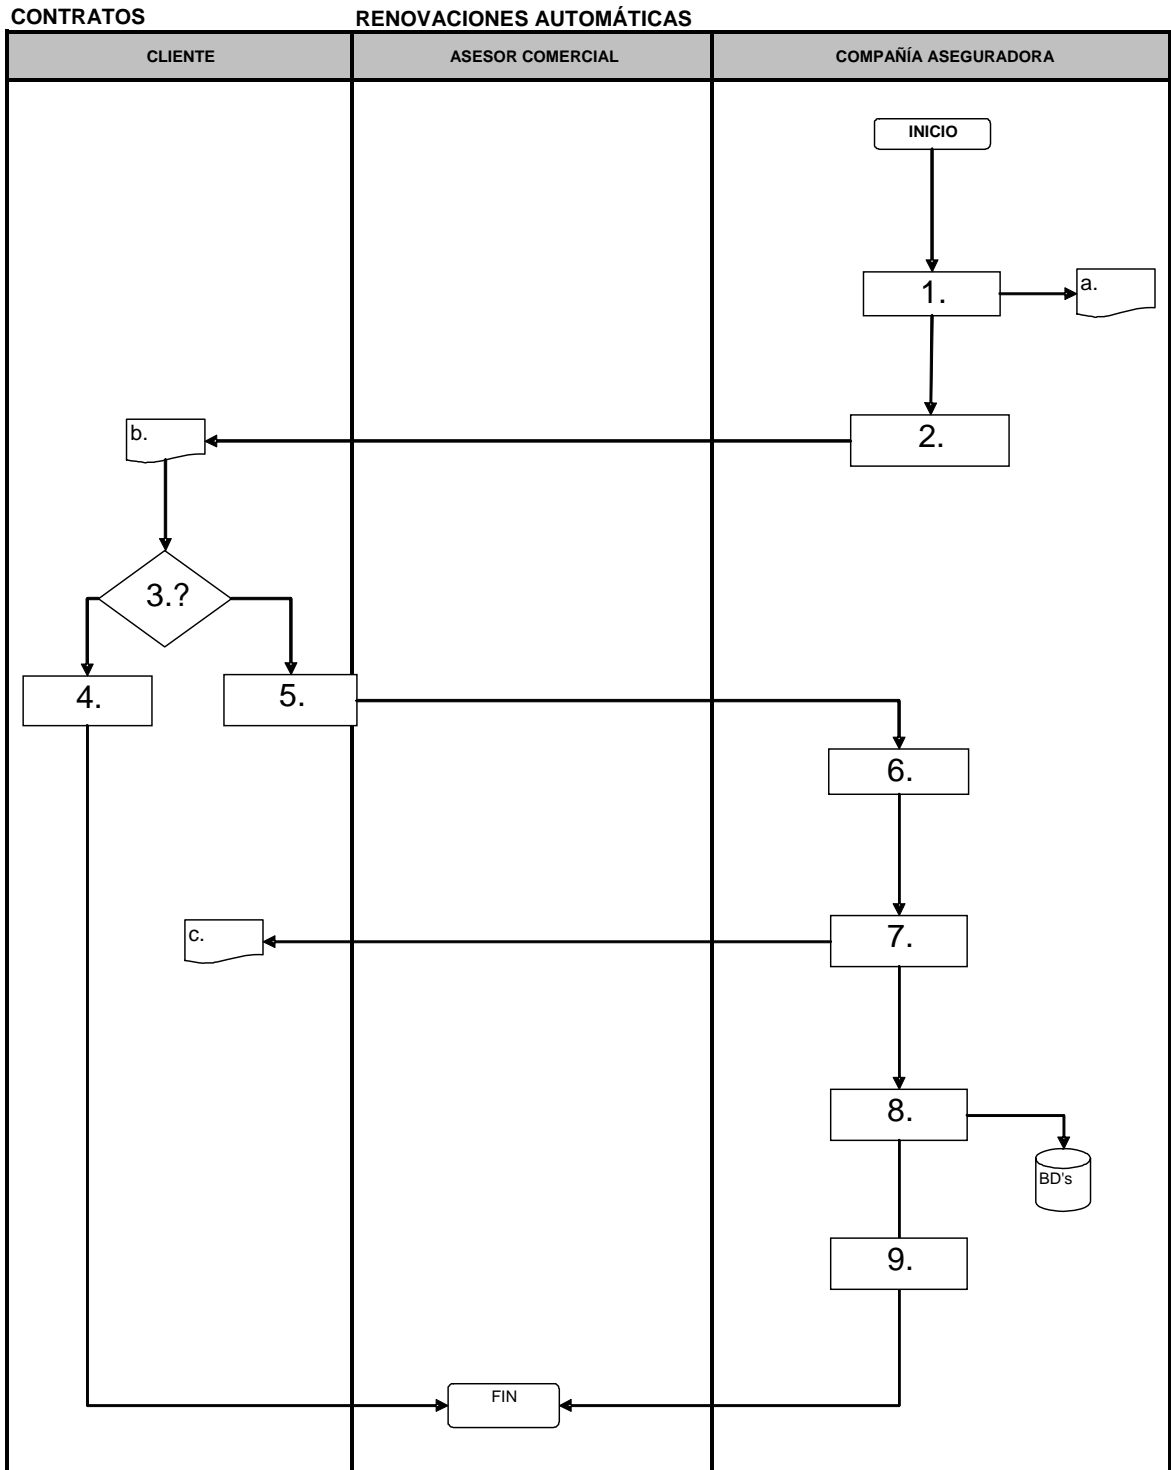 CONTRATOS RENOVACIONES AUTOMÁTICAS
CLIENTE ASESOR COMERCIAL COMPAÑÍA ASEGURADORA
INICIO
1. a.
b. 2.
3.?
4. 5.
6.
c. 7.
8.
BD's
9.
FIN